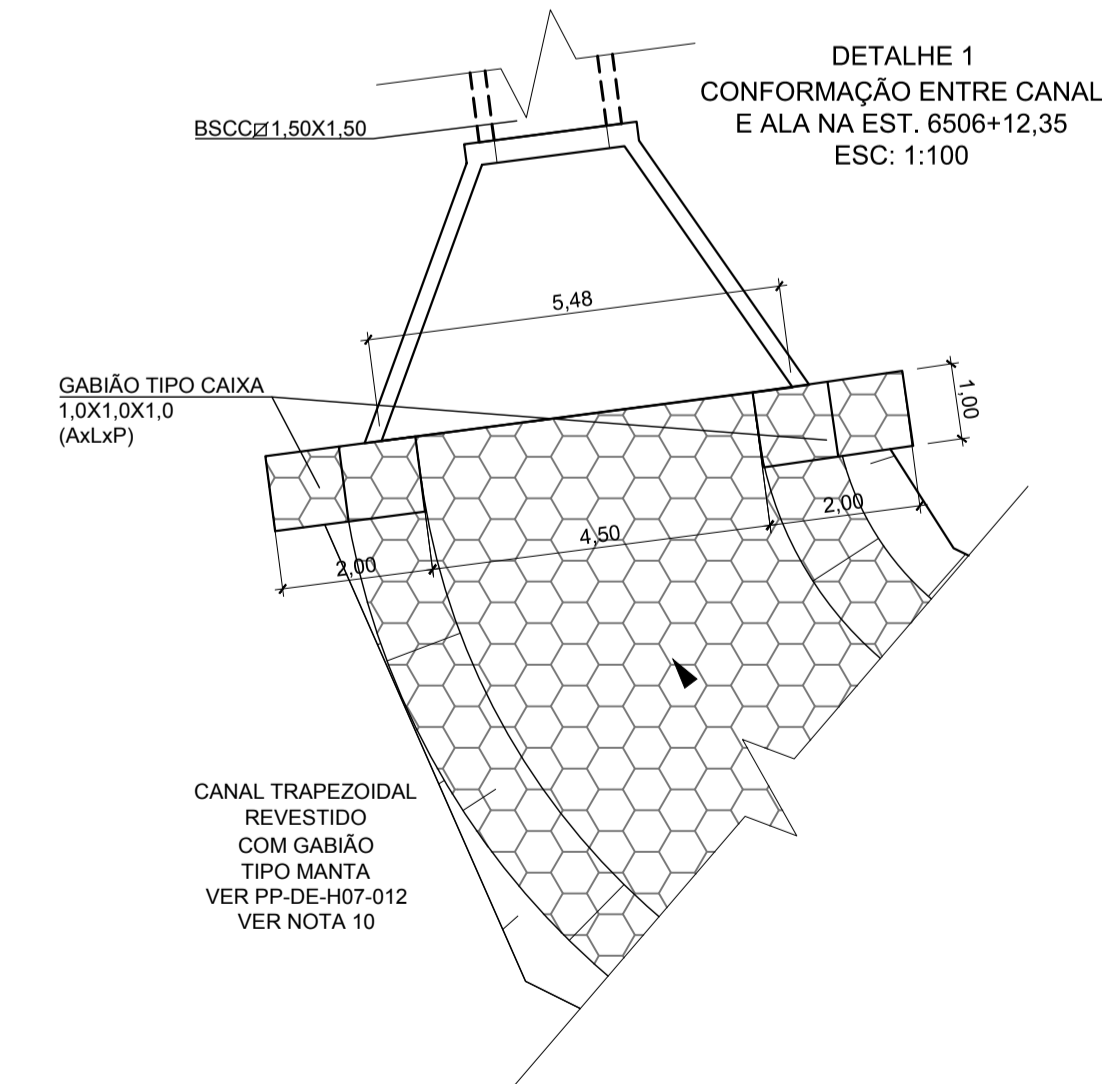 DETALHE 1
CONFORMAÇÃO ENTRE CANAL
E ALA NA EST. 6506+12,35
ESC: 1:100
BSCC 1,50X1,50
5,48
GABIÃO TIPO CAIXA
1,0X1,0X1,0
(AxLxP)
1,00
2,00
4,50
2,00
CANAL TRAPEZOIDAL
REVESTIDO
COM GABIÃO
TIPO MANTA
VER PP-DE-H07-012
VER NOTA 10